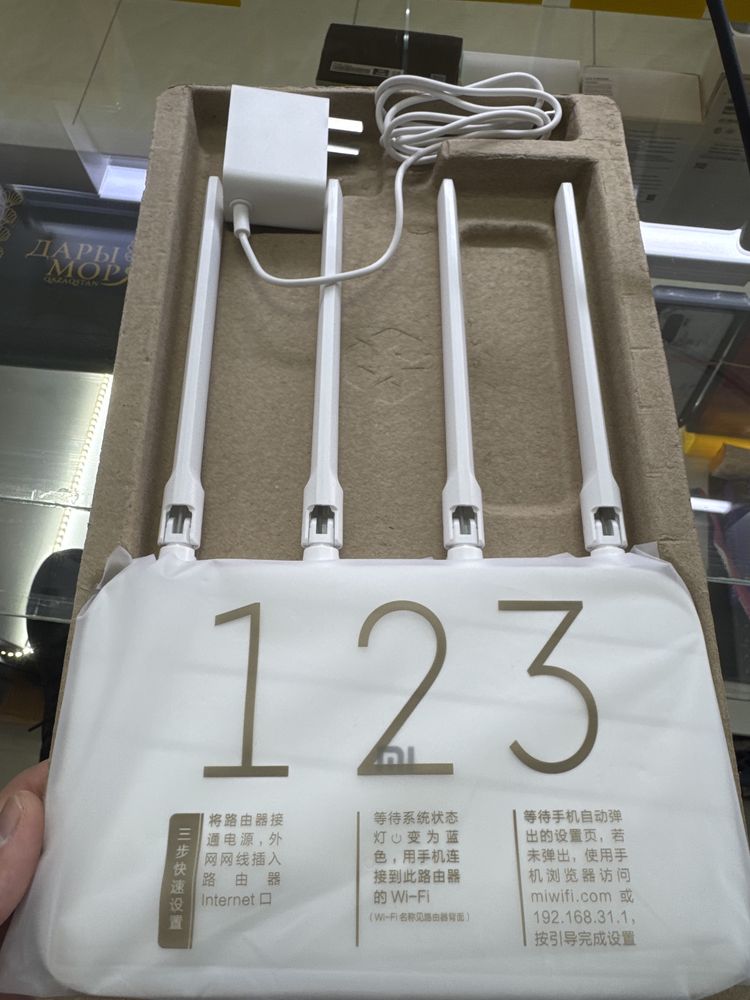 ДАРЫ
МОРЯ
QAZAQSTAN
1 2 3
mi
三步快速设置
将路由器接
通电源，外
网网线插入
路由器
Internet 口
等待系统状态
灯⏻变为蓝
色，用手机连
接到此路由器
的 Wi-Fi
(Wi-Fi 名称见路由器背面)
等待手机自动弹
出的设置页，若
未弹出，使用手
机浏览器访问
miwifi.com 或
192.168.31.1，
按引导完成设置